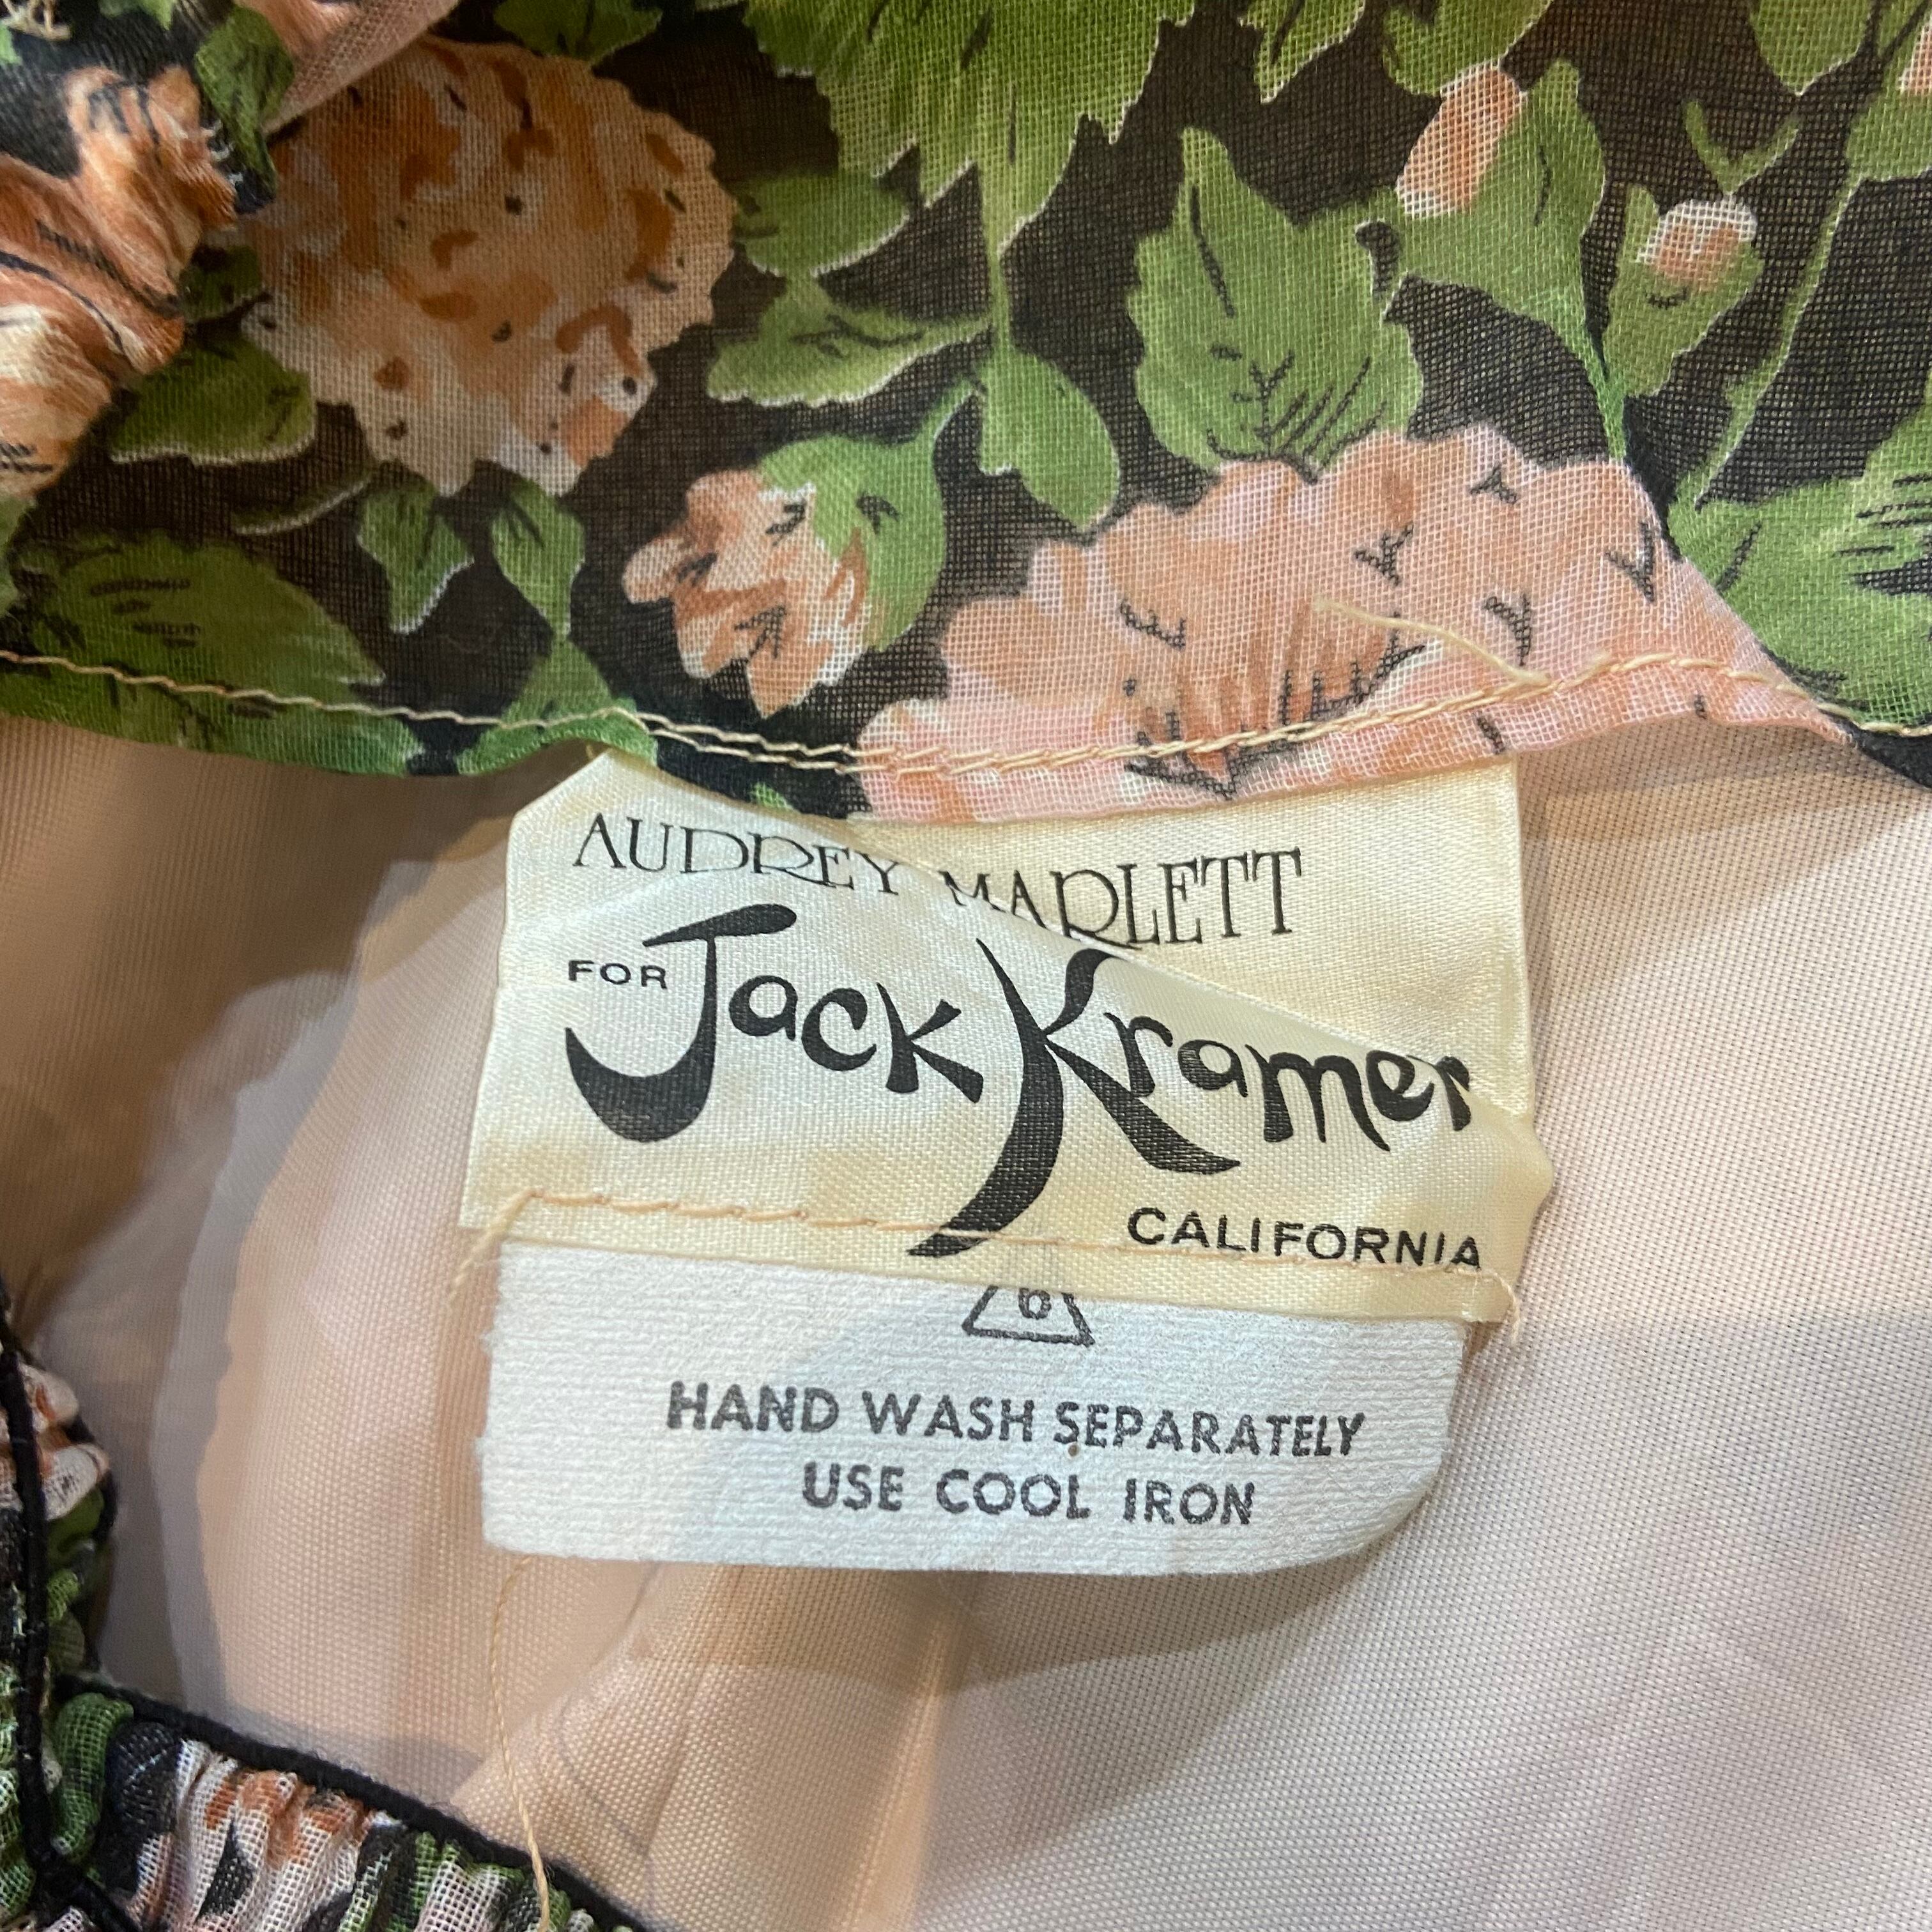 AUDREY MARLETT
FOR Jack Kramer
CALIFORNIA
6
HAND WASH SEPARATELY
USE COOL IRON